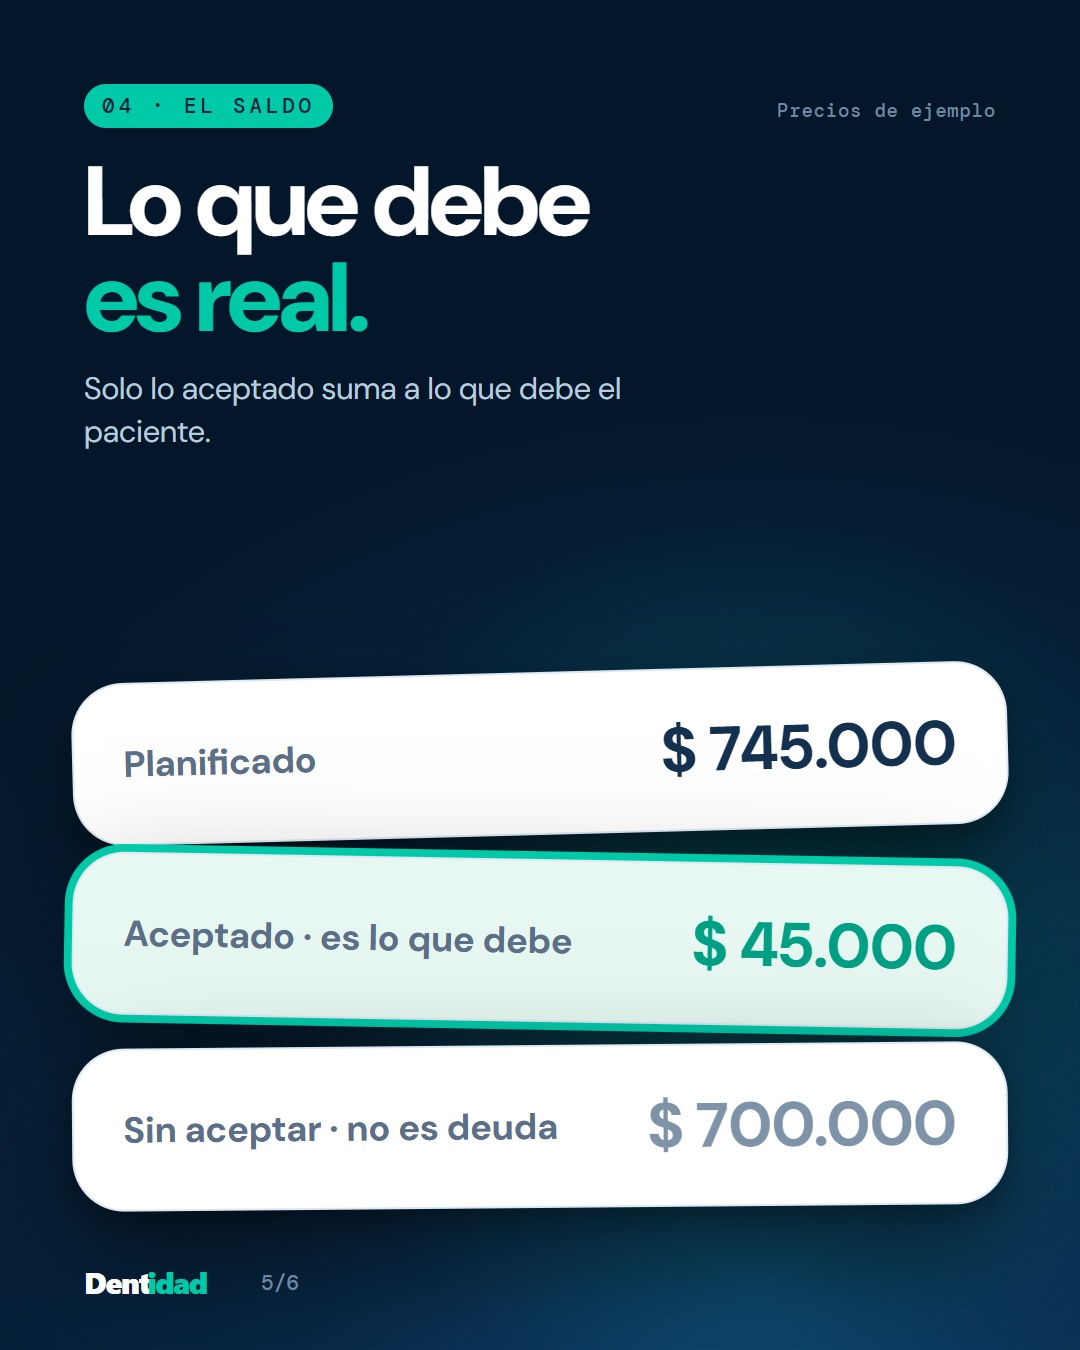 04 · EL SALDO
Precios de ejemplo
Lo que debe
es real.
Solo lo aceptado suma a lo que debe el
paciente.
Planificado
$ 745.000
Aceptado · es lo que debe
$ 45.000
Sin aceptar · no es deuda
$ 700.000
Dentidad
5/6